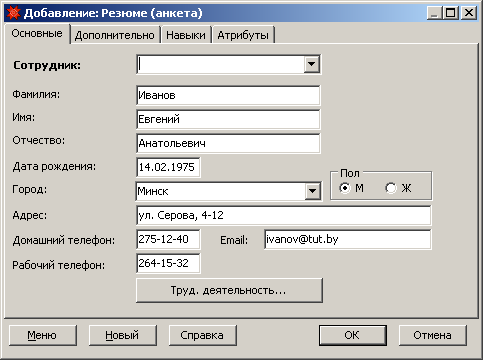 Добавление: Резюме (анкета)
Основные Дополнительно Навыки Атрибуты
Сотрудник:
Фамилия: Иванов
Имя: Евгений
Отчество: Анатольевич
Дата рождения: 14.02.1975
Пол
Город: Минск М Ж
Адрес: ул. Серова, 4-12
Домашний телефон: 275-12-40 Email: ivanov@tut.by
Рабочий телефон: 264-15-32
Труд. деятельность...
Меню Новый Справка OK Отмена